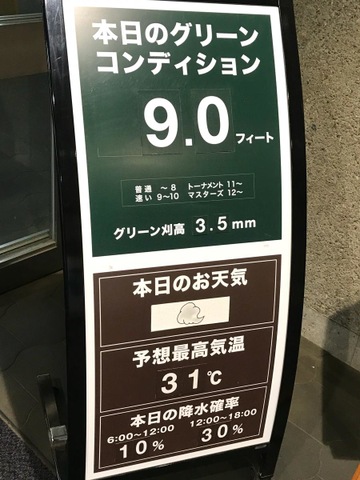 本日のグリーン
コンディション
9.0フィート
普通 ～8 トーナメント 11～
速い 9～10 マスターズ 12～
グリーン刈高 3.5mm
本日のお天気
予想最高気温
31℃
本日の降水確率
6:00～12:00 12:00～18:00
10% 30%